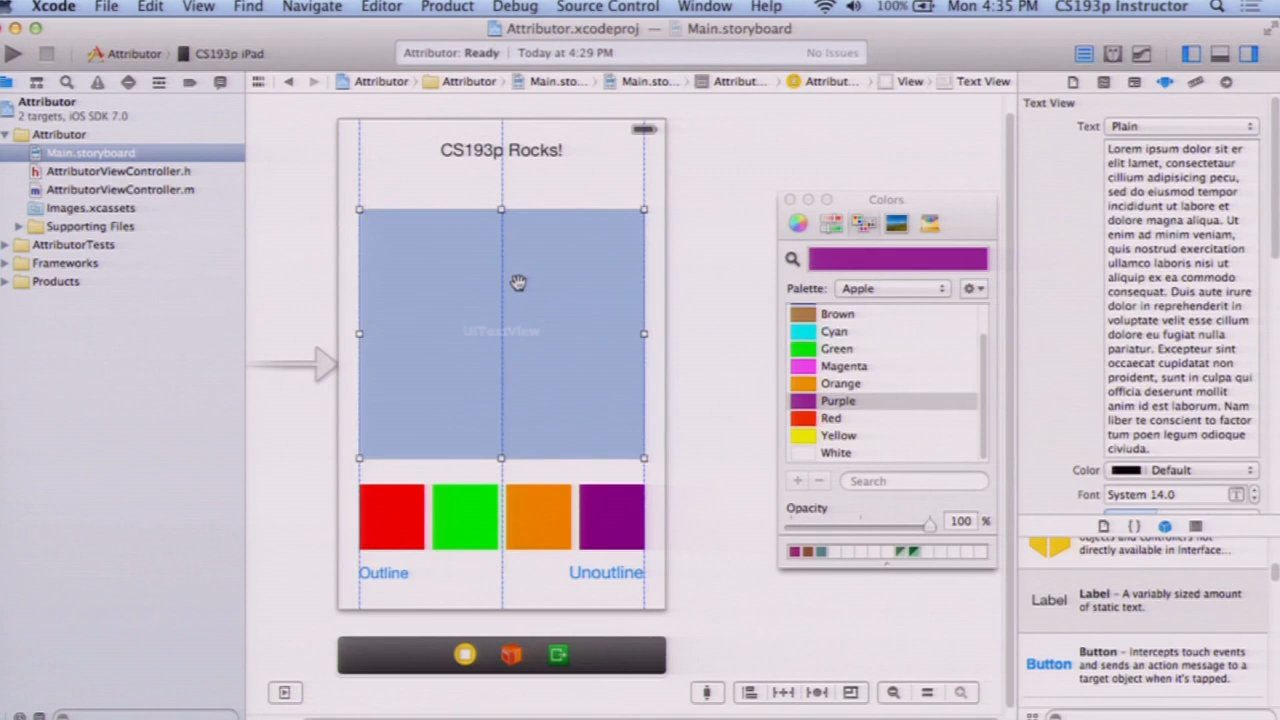 Xcode File Edit View Find Navigate Editor Product Debug Source Control Window Help 100% Mon 4:35 PM CS193p Instructor
Attributor.xcodeproj — Main.storyboard
Attributor CS193p iPad Attributor: Ready Today at 4:29 PM No Issues
Attributor Attributor Main.sto... Main.sto... Attribut... Attribut... View Text View
Attributor
2 targets, iOS SDK 7.0
Attributor
Main.storyboard
h AttributorViewController.h
m AttributorViewController.m
Images.xcassets
Supporting Files
AttributorTests
Frameworks
Products
CS193p Rocks!
UITextView
Outline Unoutline
Colors
Palette: Apple
Brown
Cyan
Green
Magenta
Orange
Purple
Red
Yellow
White
Search
Opacity
100 %
Text View
Text Plain
Lorem ipsum dolor sit er
elit lamet, consectetaur
cillium adipisicing pecu,
sed do eiusmod tempor
incididunt ut labore et
dolore magna aliqua. Ut
enim ad minim veniam,
quis nostrud exercitation
ullamco laboris nisi ut
aliquip ex ea commodo
consequat. Duis aute irure
dolor in reprehenderit in
voluptate velit esse cillum
dolore eu fugiat nulla
pariatur. Excepteur sint
occaecat cupidatat non
proident, sunt in culpa qui
officia deserunt mollit
anim id est laborum. Nam
liber te conscient to factor
tum poen legum odioque
civiuda.
Color Default
Font System 14.0 T
{ }
objects and controllers not
directly available in Interface...
Label Label – A variably sized amount
of static text.
Button Button – Intercepts touch events
and sends an action message to a
target object when it's tapped.